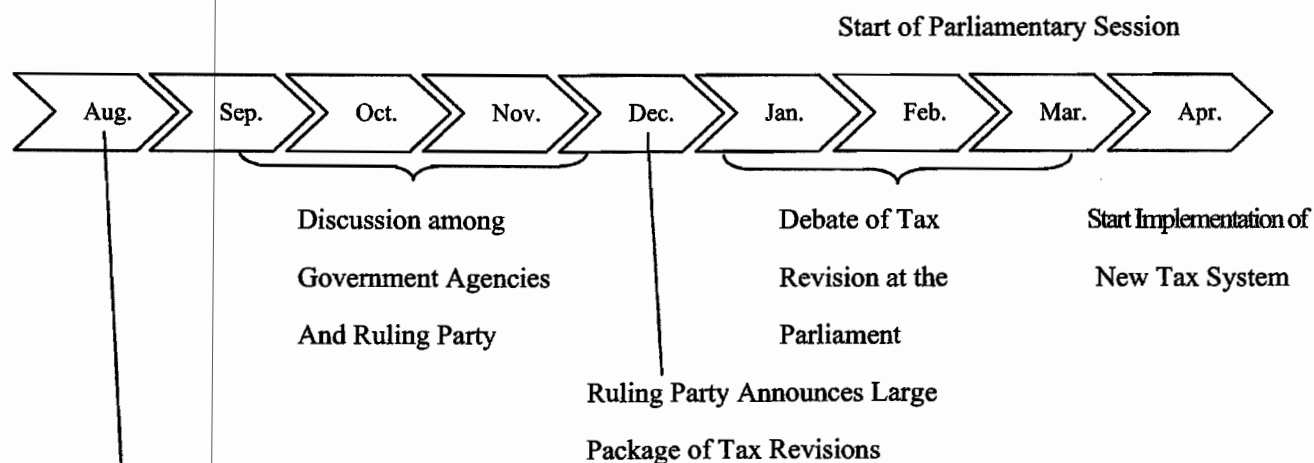 Start of Parliamentary Session
Aug.
Sep.
Oct.
Nov.
Dec.
Jan.
Feb.
Mar.
Apr.
Discussion among
Government Agencies
And Ruling Party
Debate of Tax
Revision at the
Parliament
Start Implementation of
New Tax System
Ruling Party Announces Large
Package of Tax Revisions